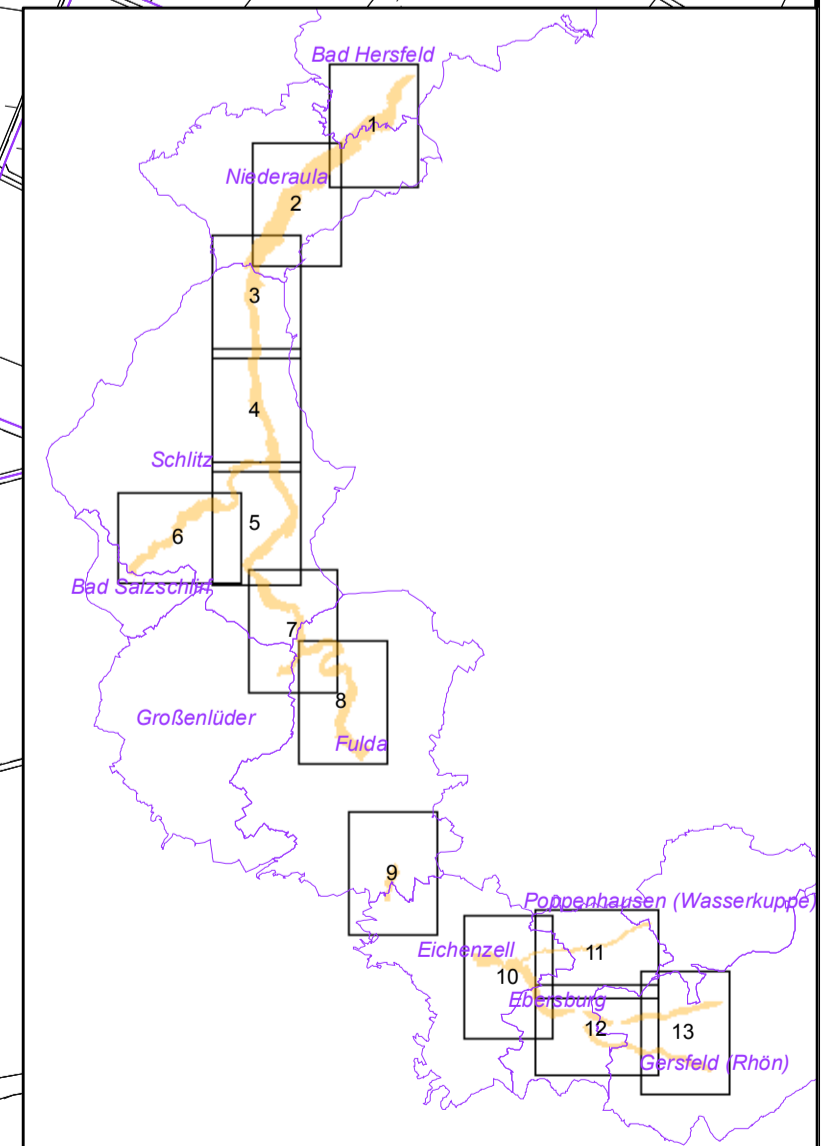 Bad Hersfeld
1
Niederaula
2
3
4
Schlitz
5
6
Bad Salzschlirf
7
8
Großenlüder
Fulda
9
Poppenhausen (Wasserkuppe)
Eichenzell
11
10
Ebersburg
12
13
Gersfeld (Rhön)